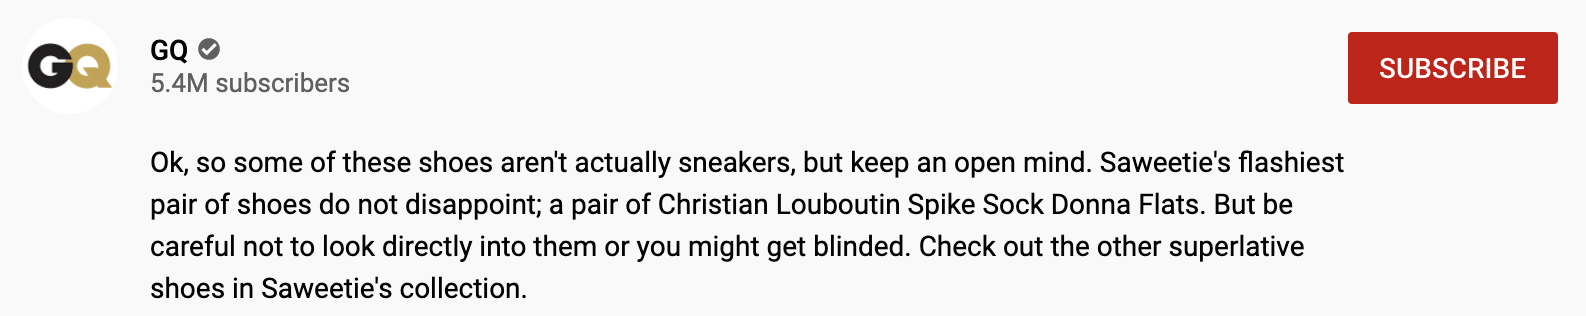 GQ
GQ
5.4M subscribers
SUBSCRIBE
Ok, so some of these shoes aren't actually sneakers, but keep an open mind. Saweetie's flashiest
pair of shoes do not disappoint; a pair of Christian Louboutin Spike Sock Donna Flats. But be
careful not to look directly into them or you might get blinded. Check out the other superlative
shoes in Saweetie's collection.